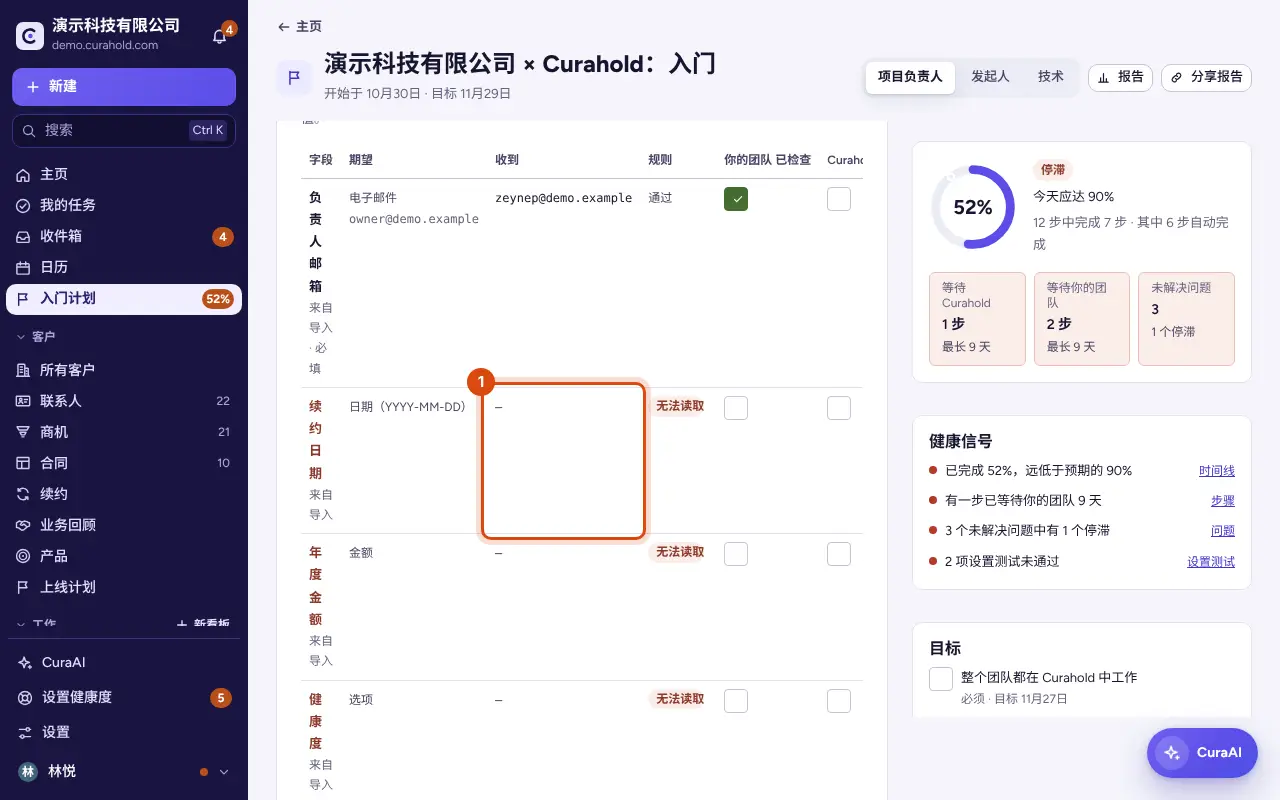 演示科技有限公司
demo.curahold.com
4
新建
搜索
Ctrl K
主页
我的任务
收件箱
4
日历
入门计划
52%
客户
所有客户
联系人
22
商机
21
合同
10
续约
业务回顾
产品
上线计划
工作
新看板
CuraAI
设置健康度
5
设置
林
林悦
主页
演示科技有限公司 × Curahold：入门
开始于 10月30日 · 目标 11月29日
项目负责人
发起人
技术
报告
分享报告
字段
期望
收到
规则
你的团队 已检查
负责人邮箱
来自导入 · 必填
电子邮件
owner@demo.example
zeynep@demo.example
通过
1
续约日期
来自导入
日期（YYYY-MM-DD）
–
无法读取
年度金额
来自导入
金额
–
无法读取
健康度
来自导入
选项
–
无法读取
52%
停滞
今天应达 90%
12 步中完成 7 步 · 其中 6 步自动完成
等待 Curahold
1 步
最长 9 天
等待你的团队
2 步
最长 9 天
未解决问题
3
1 个停滞
健康信号
已完成 52%，远低于预期的 90%
时间线
有一步已等待你的团队 9 天
步骤
3 个未解决问题中有 1 个停滞
问题
2 项设置测试未通过
设置测试
目标
整个团队都在 Curahold 中工作
必须 · 目标 11月27日
CuraAI